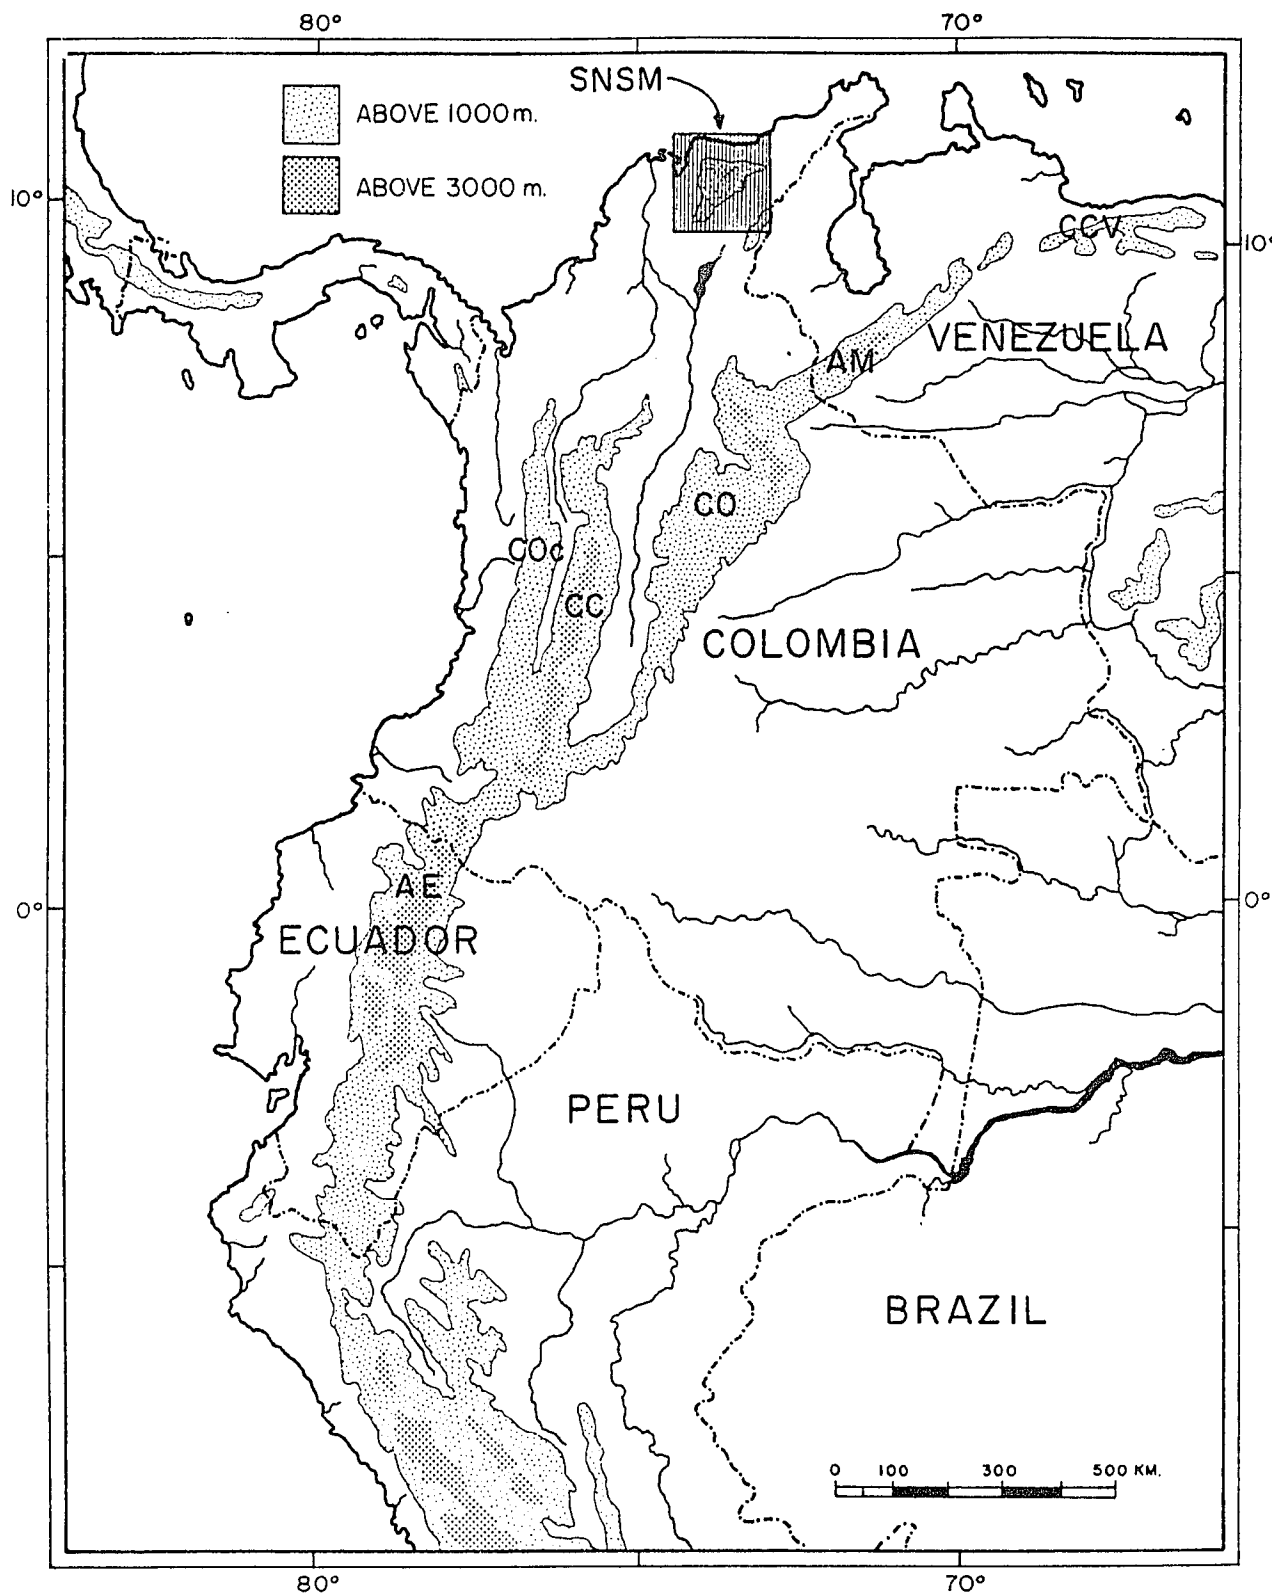 80° 70°
SNSM
ABOVE 1000 m.
ABOVE 3000 m.
10°
CCV
10°
VENEZUELA
AM
CO
COc
CC
COLOMBIA
AE
0° 0°
ECUADOR
PERU
BRAZIL
0 100 300 500 KM.
80° 70°